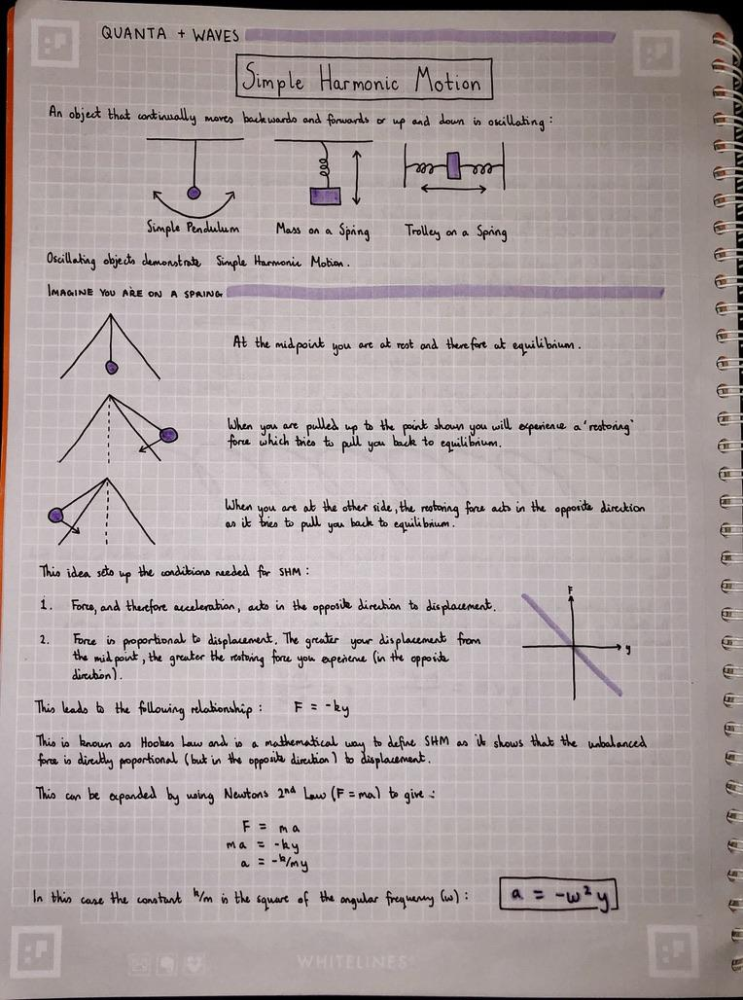 QUANTA + WAVES
Simple Harmonic Motion
An object that continually moves backwards and forwards or up and down is oscillating:
Simple Pendulum
Mass on a Spring
Trolley on a Spring
Oscillating objects demonstrate Simple Harmonic Motion.
IMAGINE YOU ARE ON A SPRING
At the midpoint you are at rest and therefore at equilibrium.
When you are pulled up to the point shown you will experience a 'restoring'
force which tries to pull you back to equilibrium.
When you are at the other side, the restoring force acts in the opposite direction
as it tries to pull you back to equilibrium.
This idea sets up the conditions needed for SHM:
1. Force, and therefore acceleration, acts in the opposite direction to displacement.
2. Force is proportional to displacement. The greater your displacement from
the midpoint, the greater the restoring force you experience (in the opposite
direction).
F
y
This leads to the following relationship: F = -ky
This is known as Hookes Law and is a mathematical way to define SHM as it shows that the unbalanced
force is directly proportional (but in the opposite direction) to displacement.
This can be expanded by using Newtons 2nd Law (F = ma) to give:
F = ma
ma = -ky
a = -k/my
In this case the constant k/m is the square of the angular frequency (ω):
a = -ω²y
WHITELINES®